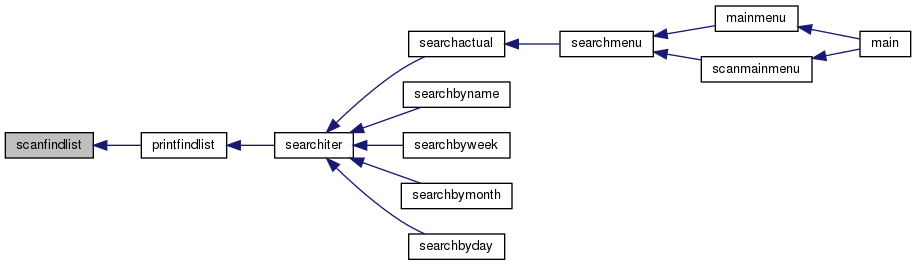 mainmenu
searchactual
searchmenu
main
scanmainmenu
searchbyname
scanfindlist
printfindlist
searchiter
searchbyweek
searchbymonth
searchbyday